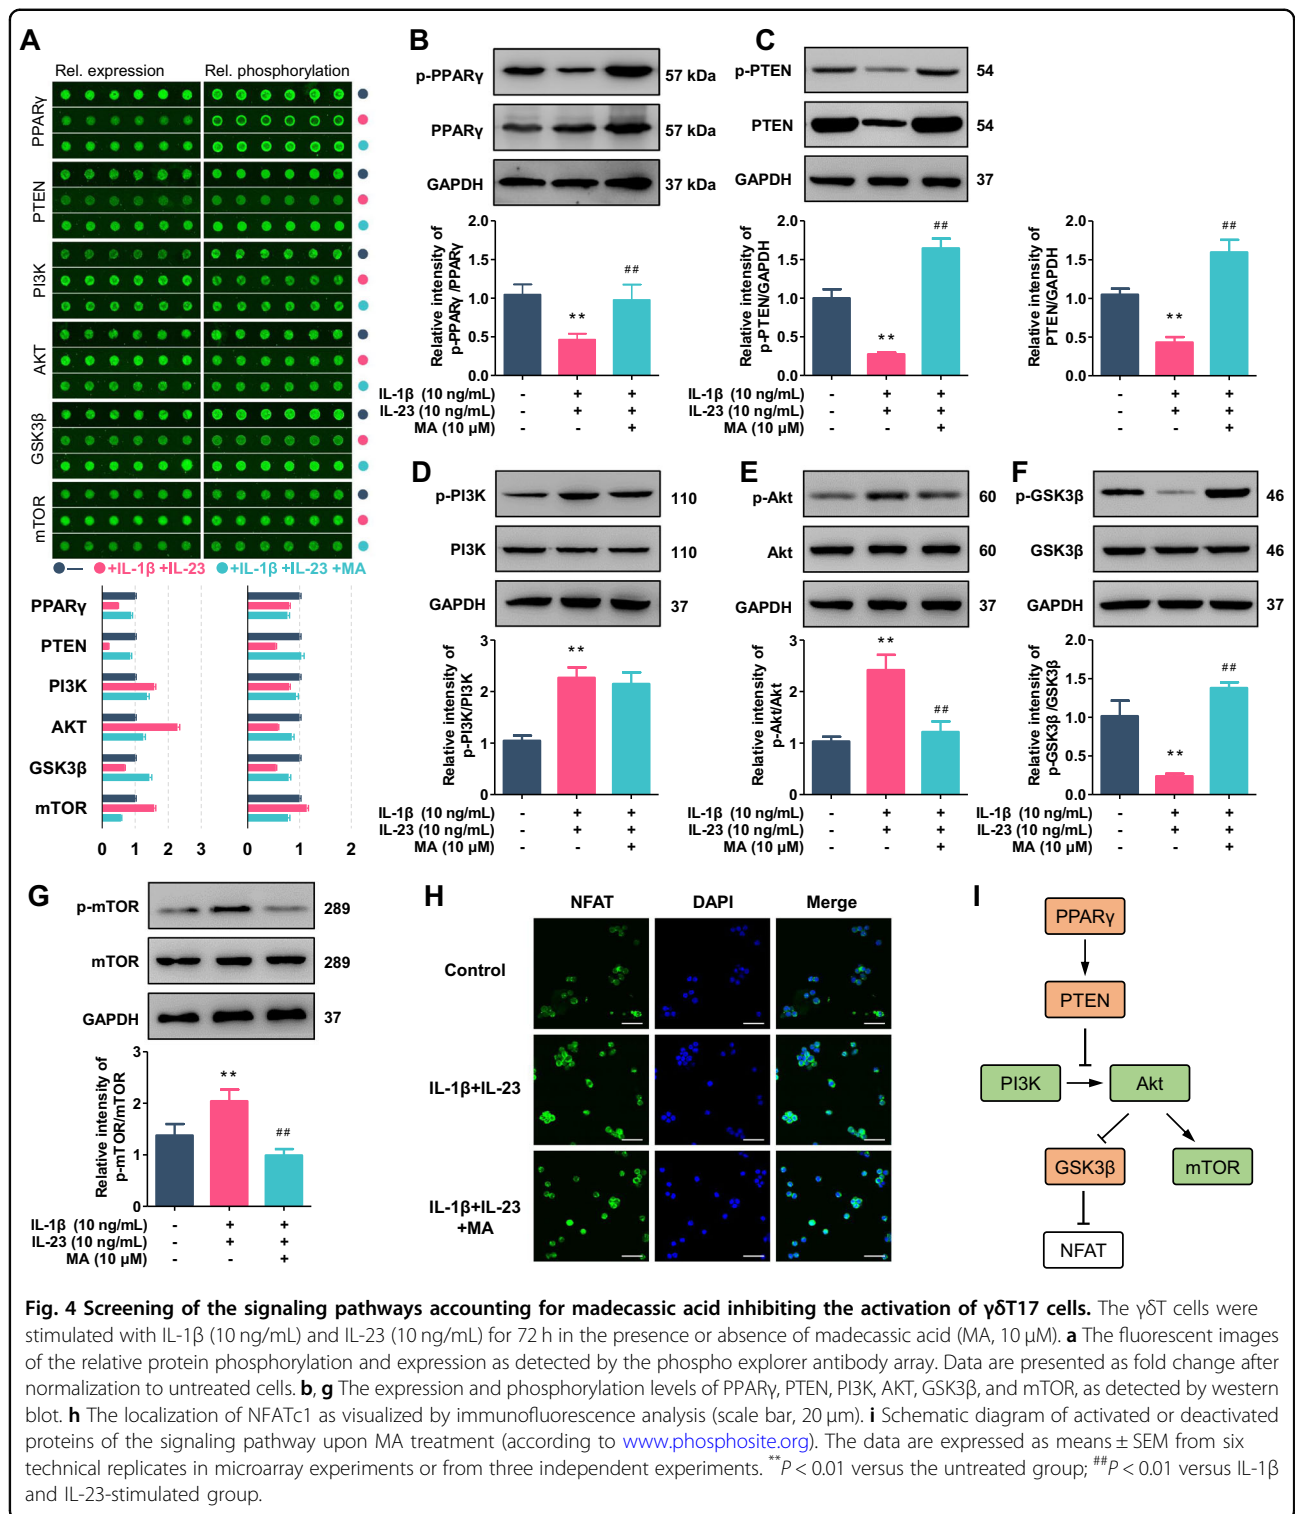 A
Rel. expression
Rel. phosphorylation
PPARγ
PTEN
PI3K
AKT
GSK3β
mTOR
— +IL-1β +IL-23 +IL-1β +IL-23 +MA
PPARγ
PTEN
PI3K
AKT
GSK3β
mTOR
0 1 2 3 0 1 2
B
p-PPARγ 57 kDa
PPARγ 57 kDa
GAPDH 37 kDa
Relative intensity of
p-PPARγ/PPARγ
2.0
1.5
1.0
0.5
0.0
**
##
IL-1β (10 ng/mL) - + +
IL-23 (10 ng/mL) - + +
MA (10 µM) - - +
C
p-PTEN 54
PTEN 54
GAPDH 37
Relative intensity of
p-PTEN/GAPDH
2.0
1.5
1.0
0.5
0.0
**
##
IL-1β (10 ng/mL) - + +
IL-23 (10 ng/mL) - + +
MA (10 µM) - - +
Relative intensity of
PTEN/GAPDH
2.0
1.5
1.0
0.5
0.0
**
##
- + +
- + +
- - +
D
p-PI3K 110
PI3K 110
GAPDH 37
Relative intensity of
p-PI3K/PI3K
3
2
1
0
**
IL-1β (10 ng/mL) - + +
IL-23 (10 ng/mL) - + +
MA (10 µM) - - +
E
p-Akt 60
Akt 60
GAPDH 37
Relative intensity of
p-Akt/Akt
3
2
1
0
**
##
IL-1β (10 ng/mL) - + +
IL-23 (10 ng/mL) - + +
MA (10 µM) - - +
F
p-GSK3β 46
GSK3β 46
GAPDH 37
Relative intensity of
p-GSK3β/GSK3β
2.0
1.5
1.0
0.5
0.0
**
##
- + +
- + +
- - +
G
p-mTOR 289
mTOR 289
GAPDH 37
Relative intensity of
p-mTOR/mTOR
3
2
1
0
**
##
IL-1β (10 ng/mL) - + +
IL-23 (10 ng/mL) - + +
MA (10 µM) - - +
H
NFAT DAPI Merge
Control
IL-1β+IL-23
IL-1β+IL-23
+MA
I
PPARγ
PTEN
PI3K Akt
GSK3β mTOR
NFAT
Fig. 4 Screening of the signaling pathways accounting for madecassic acid inhibiting the activation of γδT17 cells. The γδT cells were
stimulated with IL-1β (10 ng/mL) and IL-23 (10 ng/mL) for 72 h in the presence or absence of madecassic acid (MA, 10 µM). a The fluorescent images
of the relative protein phosphorylation and expression as detected by the phospho explorer antibody array. Data are presented as fold change after
normalization to untreated cells. b, g The expression and phosphorylation levels of PPARγ, PTEN, PI3K, AKT, GSK3β, and mTOR, as detected by western
blot. h The localization of NFATc1 as visualized by immunofluorescence analysis (scale bar, 20 µm). i Schematic diagram of activated or deactivated
proteins of the signaling pathway upon MA treatment (according to www.phosphosite.org). The data are expressed as means ± SEM from six
technical replicates in microarray experiments or from three independent experiments. **P < 0.01 versus the untreated group; ##P < 0.01 versus IL-1β
and IL-23-stimulated group.